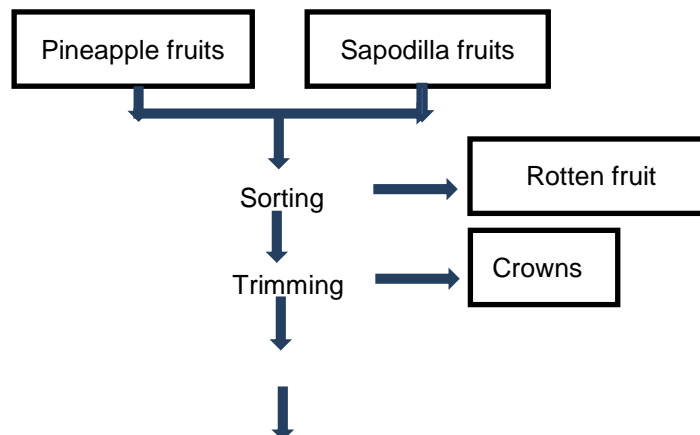 Pineapple fruits
Sapodilla fruits
Sorting
Rotten fruit
Trimming
Crowns